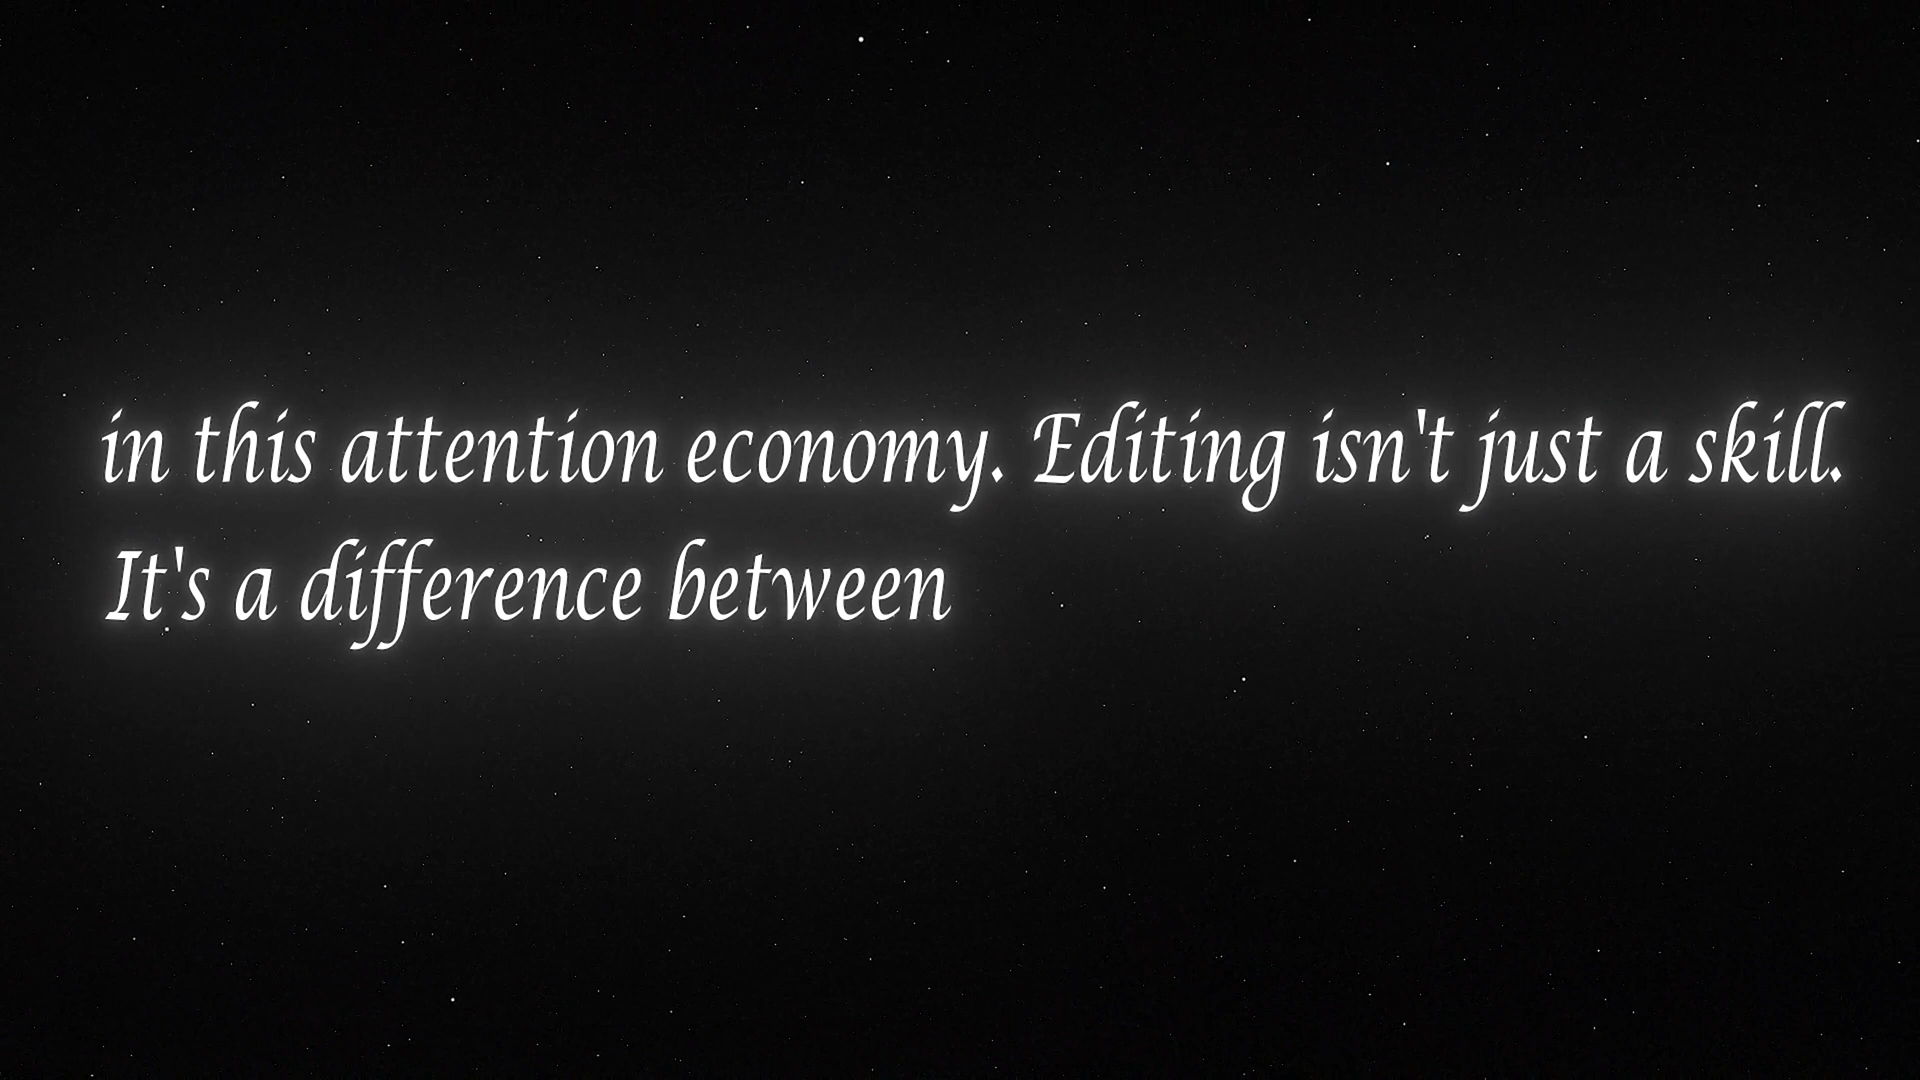 in this attention economy. Editing isn't just a skill.
It's a difference between